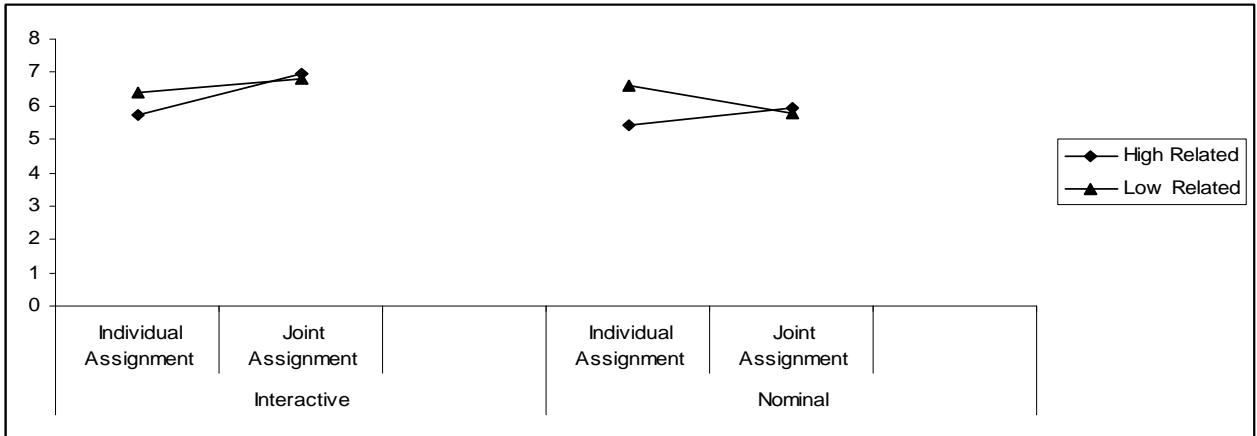 8
7
6
5
4
3
2
1
0
Individual Assignment
Joint Assignment
Individual Assignment
Joint Assignment
Interactive
Nominal
High Related
Low Related